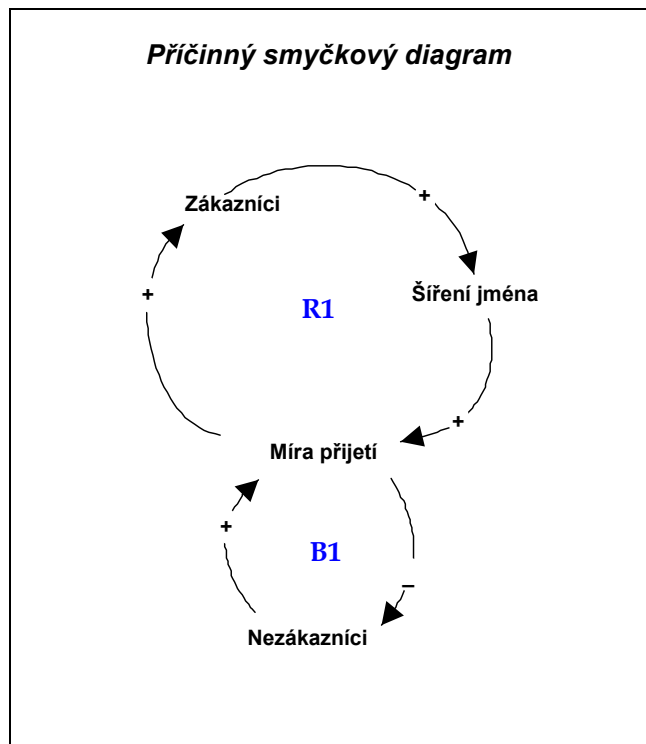 Příčinný smyčkový diagram
+
Zákazníci
+
Šíření jména
R1
+
Míra přijetí
+
B1
–
Nezákazníci